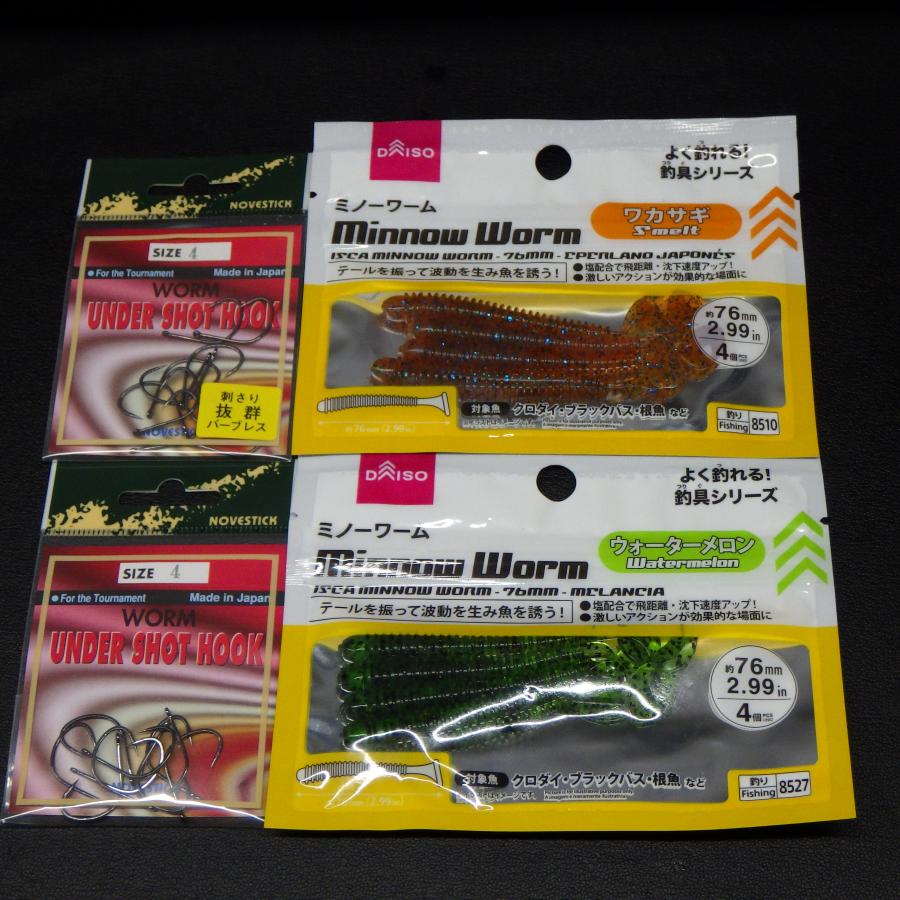 NOVESTICK
SIZE 4
●For the Tournament Made in Japan
WORM
UNDER SHOT HOOK
刺さり
抜群
バーブレス
DAISO
よく釣れる!
釣具シリーズ
ミノーワーム
Minnow Worm
ワカサギ
Smelt
ISCA MINNOW WORM - 76MM - EPERLANO JAPONÉS
テールを振って波動を生み魚を誘う!
●塩配合で飛距離・沈下速度アップ!
●激しいアクションが効果的な場面に
約76mm
2.99in
4個
約76mm(2.99in)
対象魚 クロダイ・ブラックバス・根魚 など
釣り
Fishing 8510
NOVESTICK
SIZE 4
●For the Tournament Made in Japan
WORM
UNDER SHOT HOOK
DAISO
よく釣れる!
釣具シリーズ
ミノーワーム
Minnow Worm
ウォーターメロン
Watermelon
ISCA MINNOW WORM - 76MM - MELANCIA
テールを振って波動を生み魚を誘う!
●塩配合で飛距離・沈下速度アップ!
●激しいアクションが効果的な場面に
約76mm
2.99in
4個
対象魚 クロダイ・ブラックバス・根魚 など
釣り
Fishing 8527